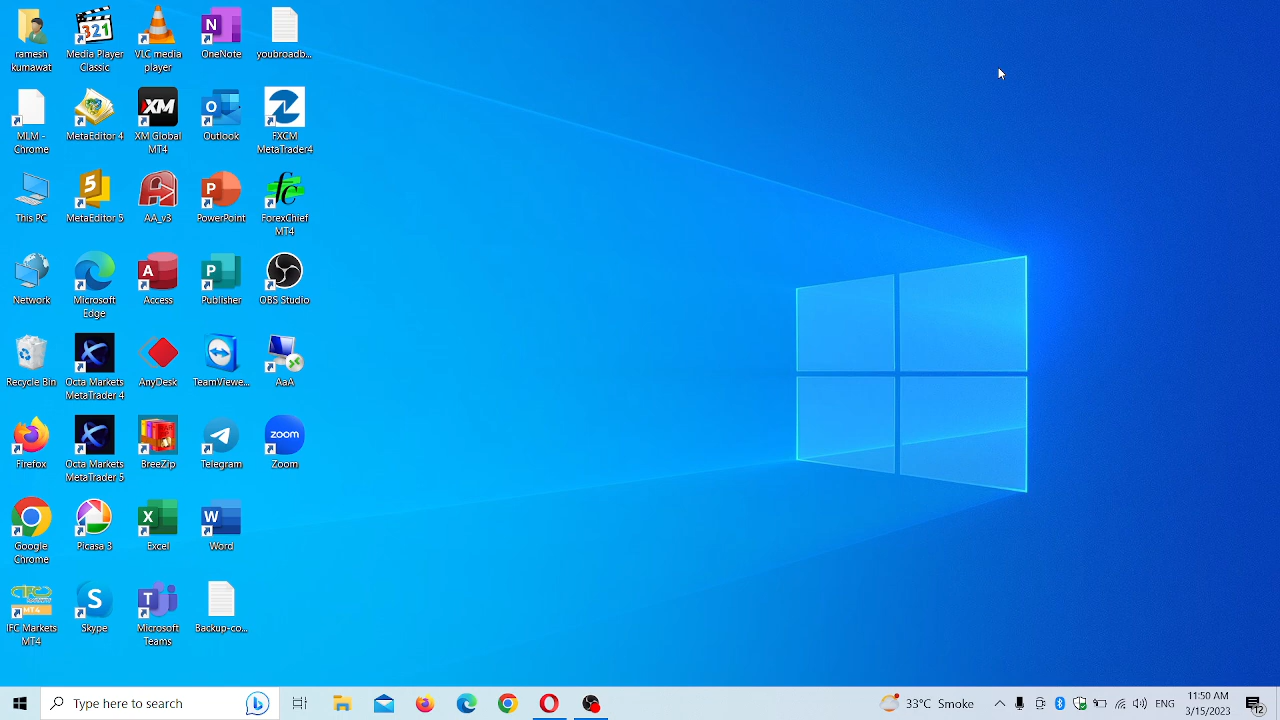 ramesh
kumawat
Media Player
Classic
VLC media
player
OneNote
youbroadb...
MLM -
Chrome
MetaEditor 4
XM Global
MT4
Outlook
FXCM
MetaTrader4
This PC
MetaEditor 5
AA_v3
PowerPoint
ForexChief
MT4
Network
Microsoft
Edge
Access
Publisher
OBS Studio
Recycle Bin
Octa Markets
MetaTrader 4
AnyDesk
TeamViewe...
AaA
Firefox
Octa Markets
MetaTrader 5
BreeZip
Telegram
Zoom
Google
Chrome
Picasa 3
Excel
Word
IFC Markets
MT4
Skype
Microsoft
Teams
Backup-co...
Type here to search
33°C Smoke
ENG
11:50 AM
3/15/2023
12